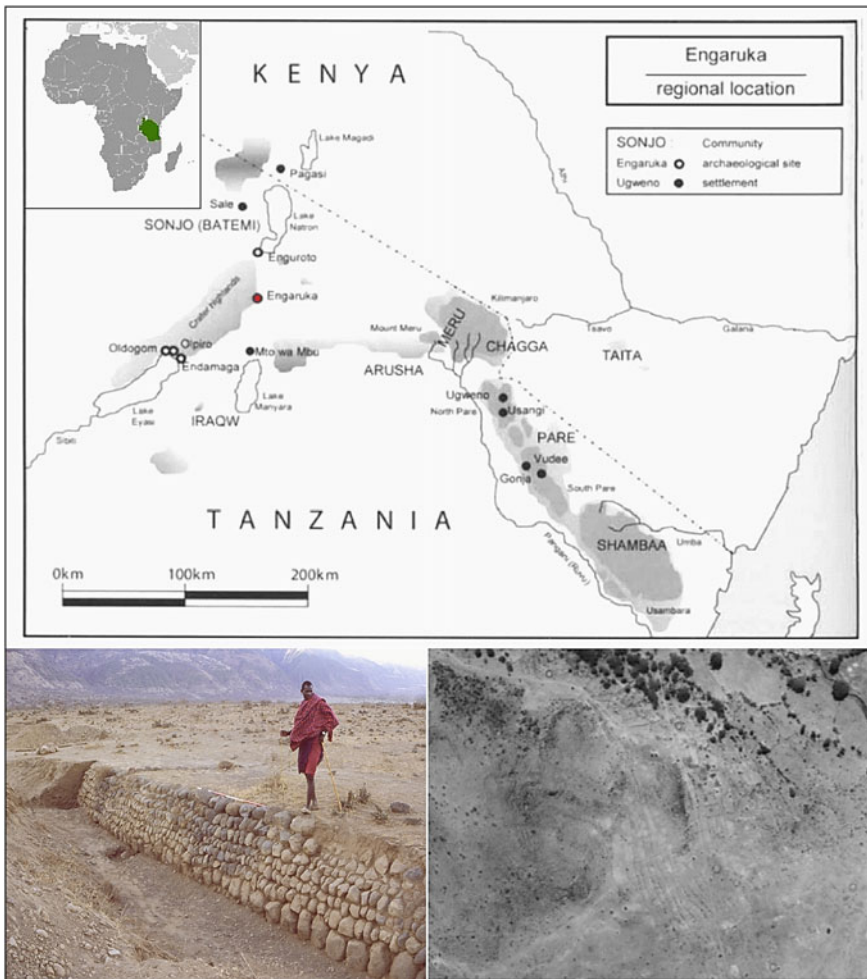 KENYA
Engaruka
regional location
SONJO : Community
Engaruka archaeological site
Ugweno settlement
Lake Magadi
Pagasi
Sale
SONJO (BATEMI)
Lake Natron
Enguroto
Athi
Crater highlands
Engaruka
Kilimanjaro
Mount Meru
MERU
CHAGGA
Tsavo
Galana
TAITA
Oldogom
Olpiro
Endamaga
Mto wa Mbu
ARUSHA
Lake Eyasi
IRAQW
Lake Manyara
Ugweno
North Pare
Usangi
Sibiti
PARE
Vudee
Gonja
South Pare
TANZANIA
SHAMBAA
Umba
Pangani (Ruvu)
Usambara
0km 100km 200km